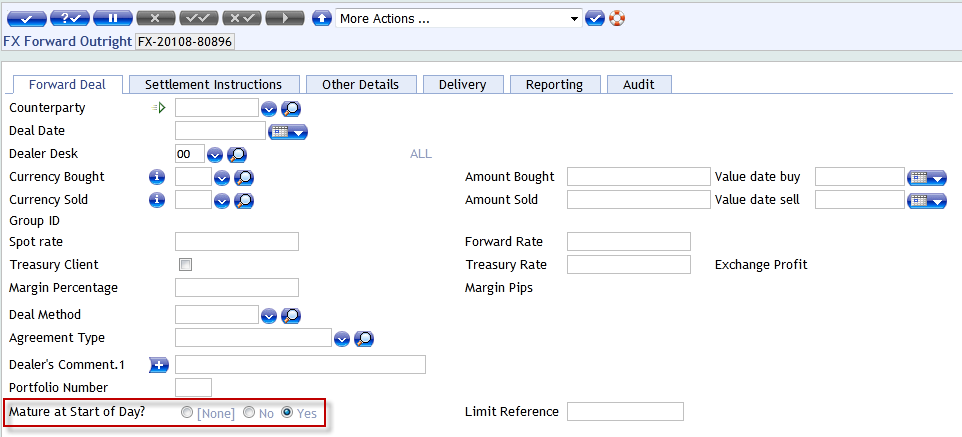 More Actions ...
FX Forward Outright FX-20108-80896
Forward Deal Settlement Instructions Other Details Delivery Reporting Audit
Counterparty
Deal Date
Dealer Desk 00 ALL
Currency Bought Amount Bought Value date buy
Currency Sold Amount Sold Value date sell
Group ID
Spot rate Forward Rate
Treasury Client Treasury Rate Exchange Profit
Margin Percentage Margin Pips
Deal Method
Agreement Type
Dealer's Comment.1
Portfolio Number
Mature at Start of Day? [None] No Yes Limit Reference